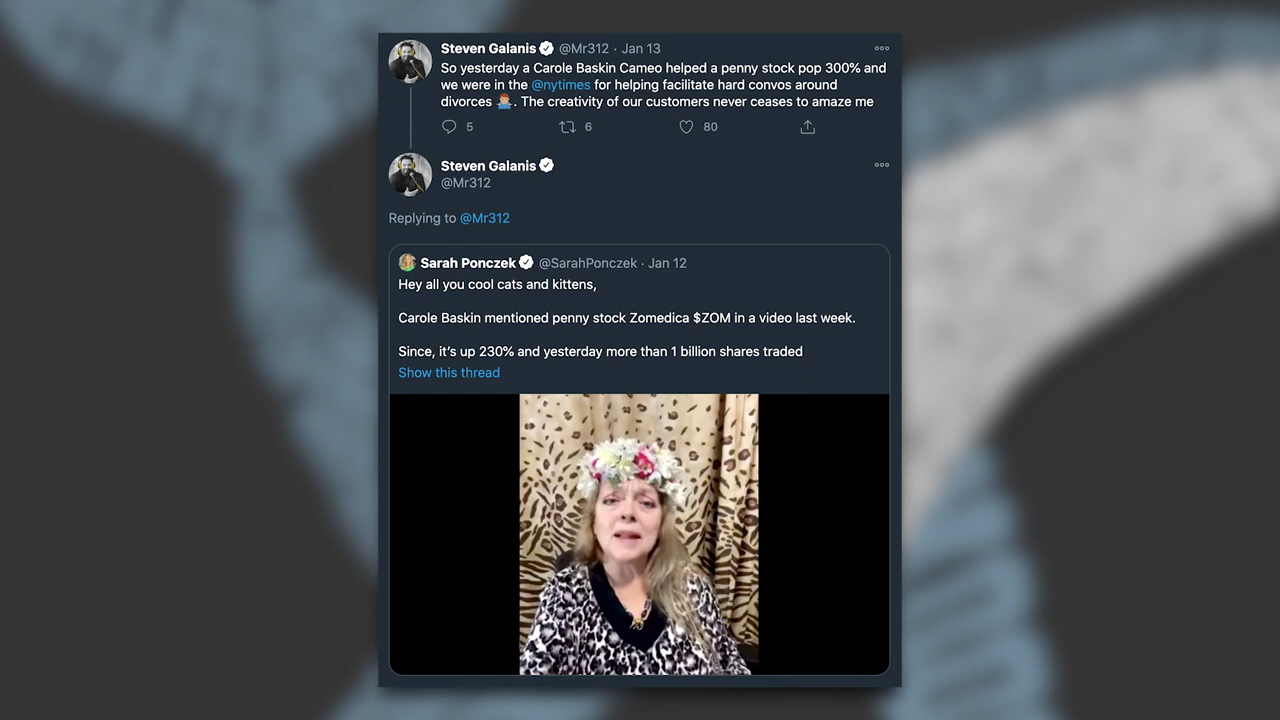 Steven Galanis @Mr312 · Jan 13
So yesterday a Carole Baskin Cameo helped a penny stock pop 300% and
we were in the @nytimes for helping facilitate hard convos around
divorces 🤷🏽‍♂️. The creativity of our customers never ceases to amaze me
5 6 80
Steven Galanis
@Mr312
Replying to @Mr312
Sarah Ponczek @SarahPonczek · Jan 12
Hey all you cool cats and kittens,
Carole Baskin mentioned penny stock Zomedica $ZOM in a video last week.
Since, it’s up 230% and yesterday more than 1 billion shares traded
Show this thread